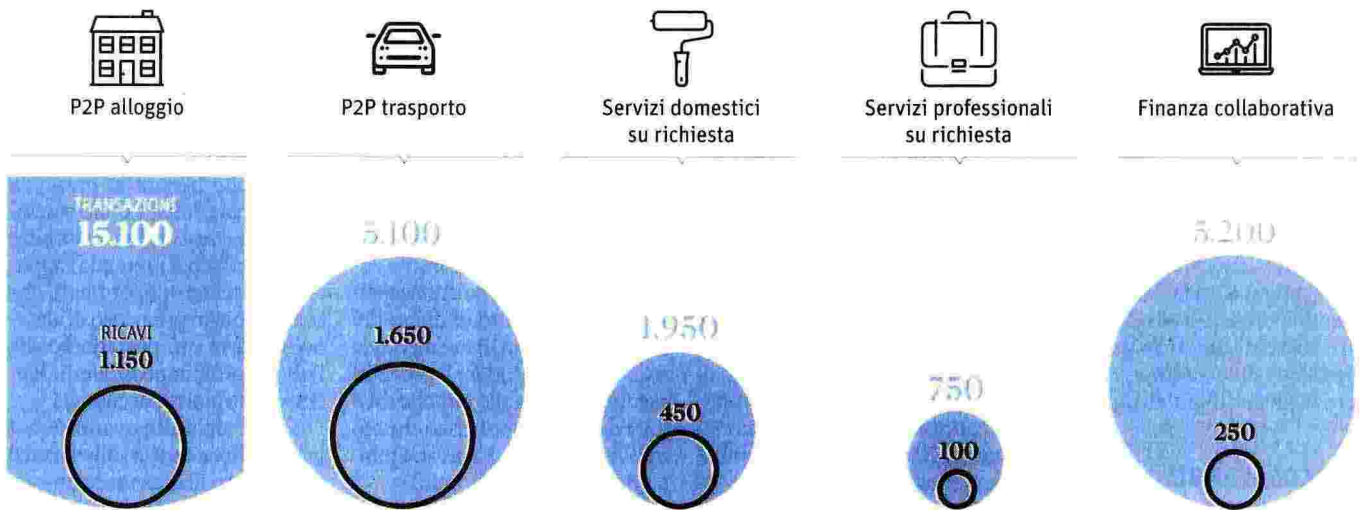 P2P alloggio
P2P trasporto
Servizi domestici
su richiesta
Servizi professionali
su richiesta
Finanza collaborativa
TRANSAZIONI
15.100
RICAVI
1.150
5.100
1.650
1.950
450
750
100
5.200
250